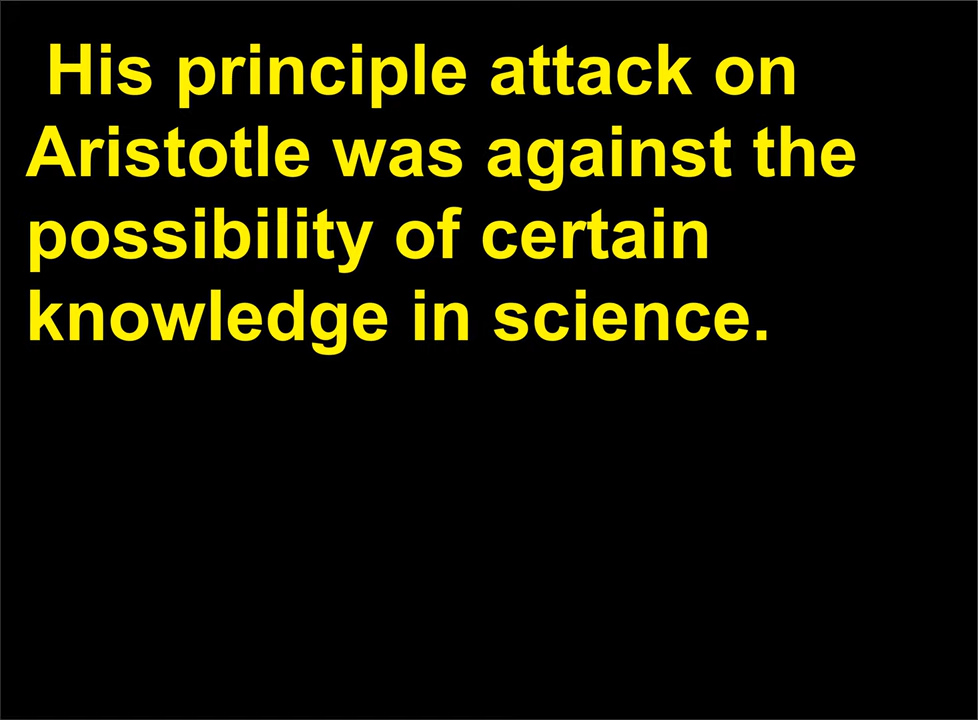 His principle attack on
Aristotle was against the
possibility of certain
knowledge in science.